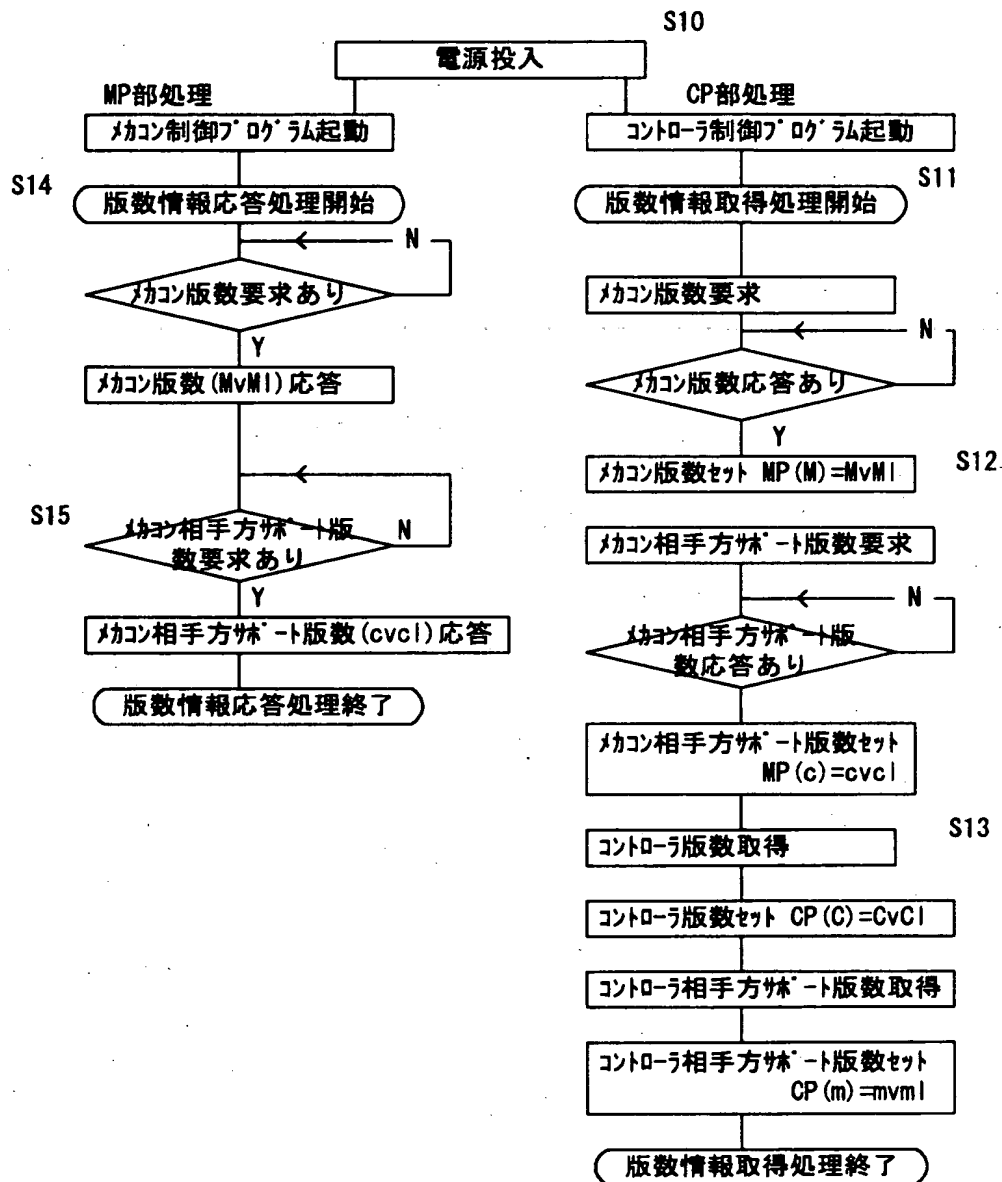 S10
電源投入
MP部処理
CP部処理
ﾒｶｺﾝ制御ﾌﾟﾛｸﾞﾗﾑ起動
ｺﾝﾄﾛｰﾗ制御ﾌﾟﾛｸﾞﾗﾑ起動
S14
版数情報応答処理開始
N
ﾒｶｺﾝ版数要求あり
Y
ﾒｶｺﾝ版数(MvMl)応答
S15
ﾒｶｺﾝ相手方ｻﾎﾟｰﾄ版
数要求あり
N
Y
ﾒｶｺﾝ相手方ｻﾎﾟｰﾄ版数(cvcl)応答
版数情報応答処理終了
S11
版数情報取得処理開始
ﾒｶｺﾝ版数要求
N
ﾒｶｺﾝ版数応答あり
Y
S12
ﾒｶｺﾝ版数ｾｯﾄ MP(M)=MvMl
ﾒｶｺﾝ相手方ｻﾎﾟｰﾄ版数要求
N
ﾒｶｺﾝ相手方ｻﾎﾟｰﾄ版
数応答あり
ﾒｶｺﾝ相手方ｻﾎﾟｰﾄ版数ｾｯﾄ
MP(c)=cvcl
S13
ｺﾝﾄﾛｰﾗ版数取得
ｺﾝﾄﾛｰﾗ版数ｾｯﾄ CP(C)=CvCl
ｺﾝﾄﾛｰﾗ相手方ｻﾎﾟｰﾄ版数取得
ｺﾝﾄﾛｰﾗ相手方ｻﾎﾟｰﾄ版数ｾｯﾄ
CP(m)=mvml
版数情報取得処理終了